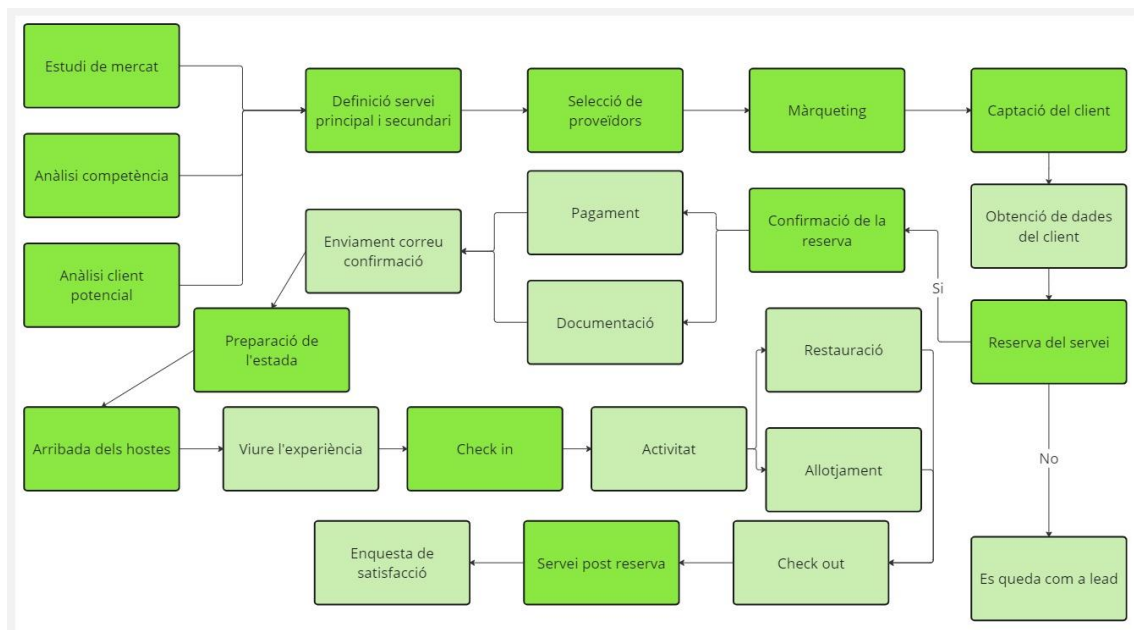 Estudi de mercat
Anàlisi competència
Anàlisi client
potencial
Definició servei
principal i secundari
Selecció de
proveïdors
Màrqueting
Captació del client
Obtenció de dades
del client
Reserva del servei
Si
No
Es queda com a lead
Confirmació de la
reserva
Pagament
Documentació
Enviament correu
confirmació
Preparació de
l'estada
Arribada dels hostes
Viure l'experiència
Check in
Activitat
Restauració
Allotjament
Check out
Servei post reserva
Enquesta de
satisfacció